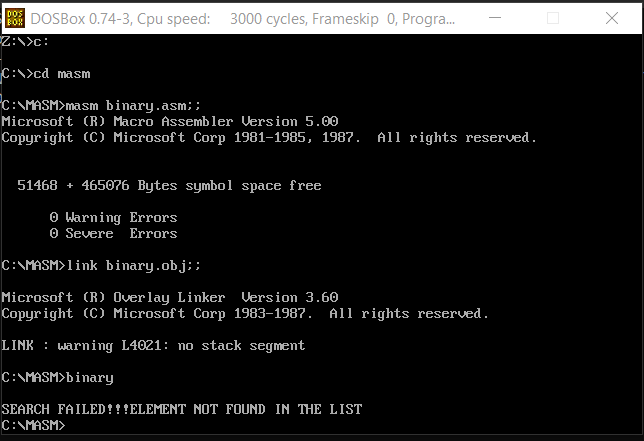 DOS BOX DOSBox 0.74-3, Cpu speed: 3000 cycles, Frameskip 0, Progra...
Z:\>c:
C:\>cd masm
C:\MASM>masm binary.asm;;
Microsoft (R) Macro Assembler Version 5.00
Copyright (C) Microsoft Corp 1981-1985, 1987.  All rights reserved.
51468 + 465076 Bytes symbol space free
0 Warning Errors
0 Severe  Errors
C:\MASM>link binary.obj;;
Microsoft (R) Overlay Linker  Version 3.60
Copyright (C) Microsoft Corp 1983-1987.  All rights reserved.
LINK : warning L4021: no stack segment
C:\MASM>binary
SEARCH FAILED!!!ELEMENT NOT FOUND IN THE LIST
C:\MASM>